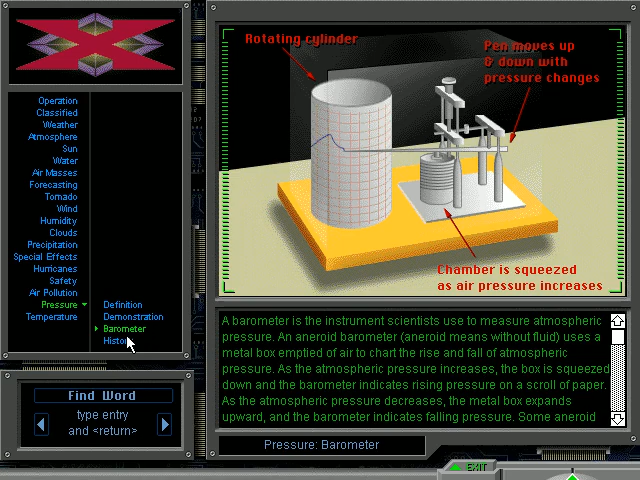 Rotating cylinder
Pen moves up
& down with
pressure changes
Chamber is squeezed
as air pressure increases
Operation
Classified
Weather
Atmosphere
Sun
Water
Air Masses
Forecasting
Tornado
Wind
Humidity
Clouds
Precipitation
Special Effects
Hurricanes
Safety
Air Pollution
Pressure
Temperature
Definition
Demonstration
Barometer
A barometer is the instrument scientists use to measure atmospheric
pressure. An aneroid barometer (aneroid means without fluid) uses a
metal box emptied of air to chart the rise and fall of atmospheric
pressure. As the atmospheric pressure increases, the box is squeezed
down and the barometer indicates rising pressure on a scroll of paper.
As the atmospheric pressure decreases, the metal box expands
upward, and the barometer indicates falling pressure. Some aneroid
Find Word
type entry
and <return>
Pressure: Barometer
EXIT